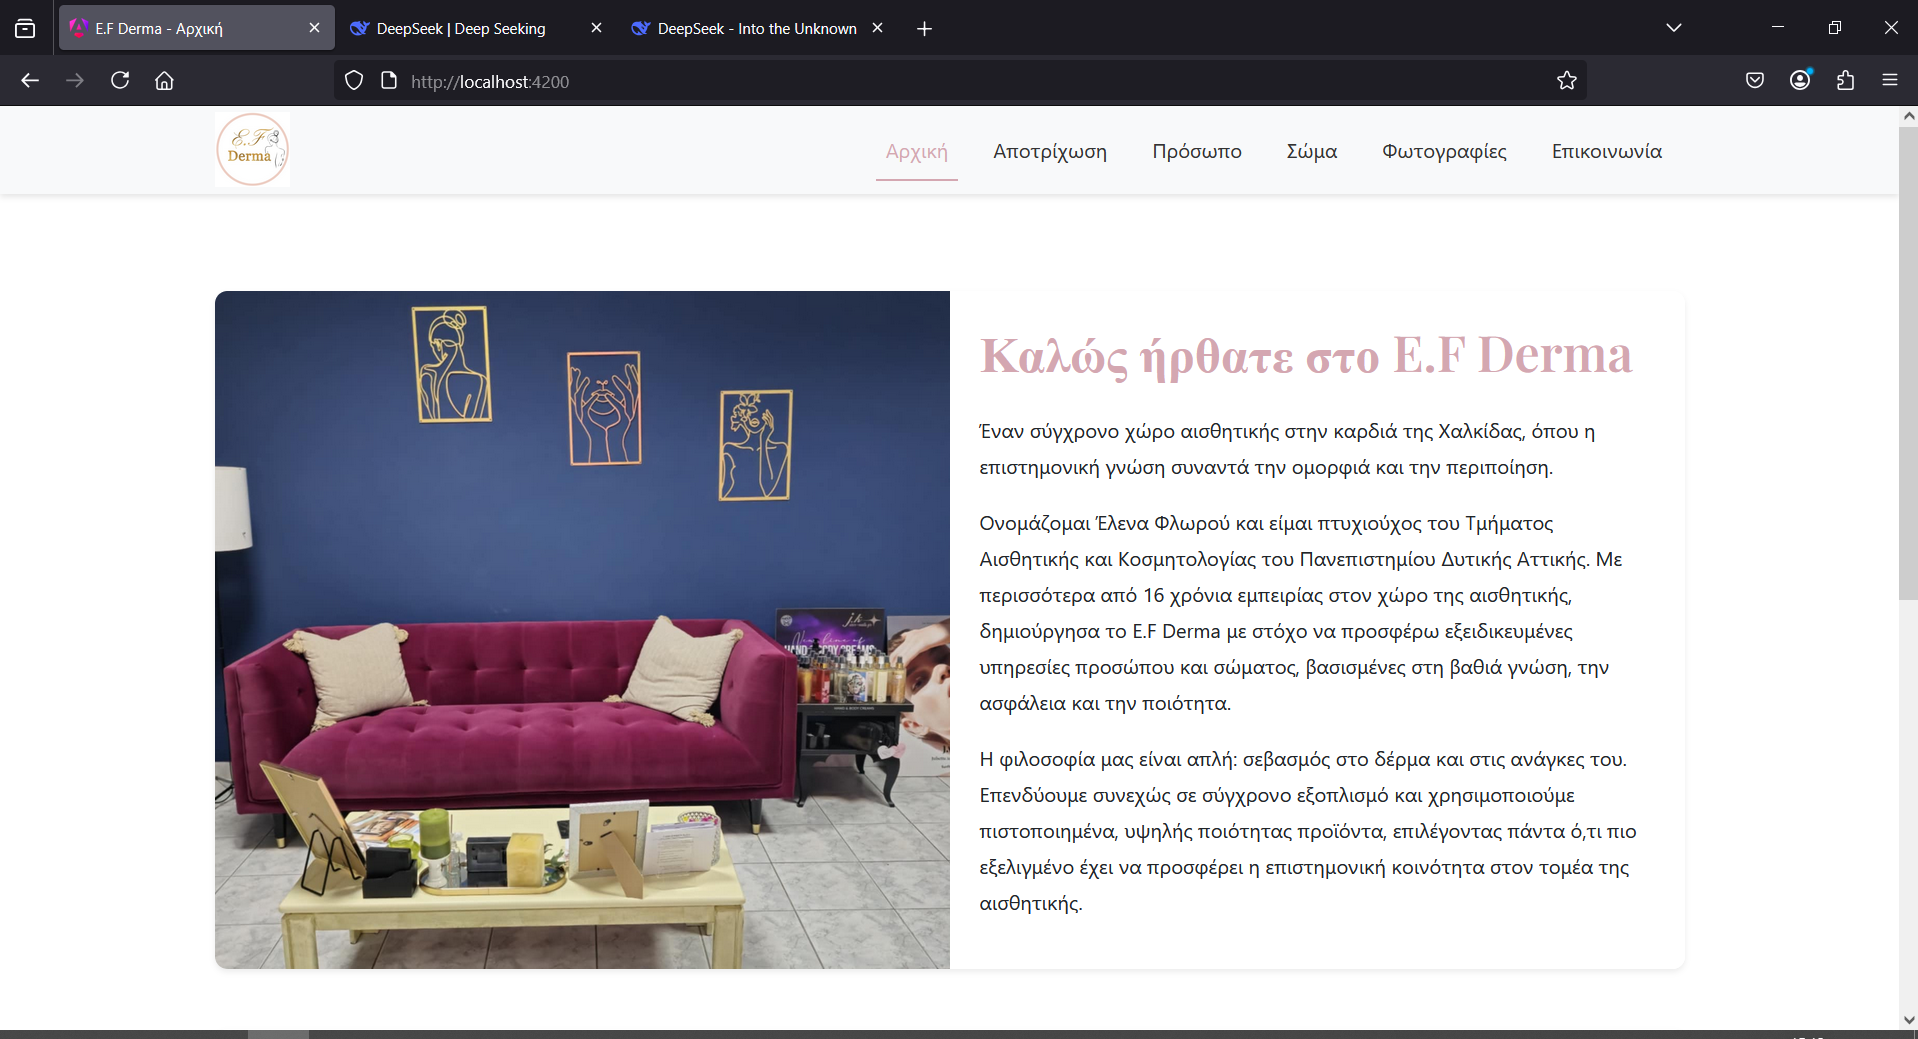 E.F Derma - Αρχική
DeepSeek | Deep Seeking
DeepSeek - Into the Unknown
http://localhost:4200
E.F
Derma
Αρχική
Αποτρίχωση
Πρόσωπο
Σώμα
Φωτογραφίες
Επικοινωνία
Καλώς ήρθατε στο E.F Derma
Έναν σύγχρονο χώρο αισθητικής στην καρδιά της Χαλκίδας, όπου η
επιστημονική γνώση συναντά την ομορφιά και την περιποίηση.
Ονομάζομαι Έλενα Φλωρού και είμαι πτυχιούχος του Τμήματος
Αισθητικής και Κοσμητολογίας του Πανεπιστημίου Δυτικής Αττικής. Με
περισσότερα από 16 χρόνια εμπειρίας στον χώρο της αισθητικής,
δημιούργησα το E.F Derma με στόχο να προσφέρω εξειδικευμένες
υπηρεσίες προσώπου και σώματος, βασισμένες στη βαθιά γνώση, την
ασφάλεια και την ποιότητα.
Η φιλοσοφία μας είναι απλή: σεβασμός στο δέρμα και στις ανάγκες του.
Επενδύουμε συνεχώς σε σύγχρονο εξοπλισμό και χρησιμοποιούμε
πιστοποιημένα, υψηλής ποιότητας προϊόντα, επιλέγοντας πάντα ό,τι πιο
εξελιγμένο έχει να προσφέρει η επιστημονική κοινότητα στον τομέα της
αισθητικής.